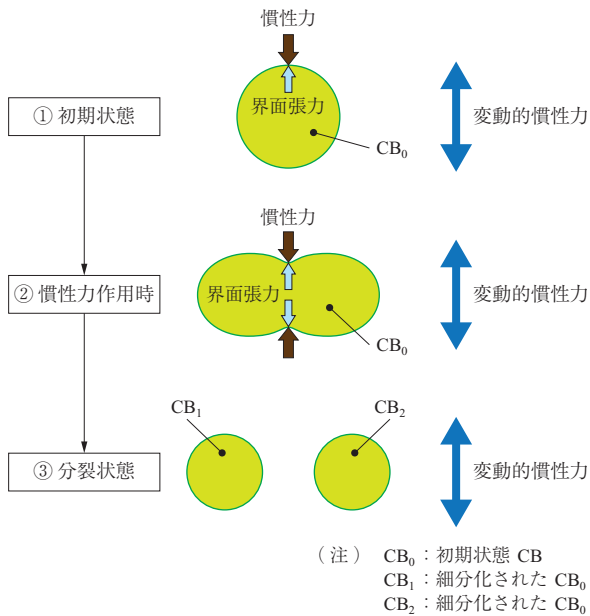 慣性力
界面張力
① 初期状態
変動的慣性力
CB₀
慣性力
② 慣性力作用時
界面張力
変動的慣性力
CB₀
CB₁
CB₂
③ 分裂状態
変動的慣性力
（注） CB₀：初期状態 CB
CB₁：細分化された CB₀
CB₂：細分化された CB₀